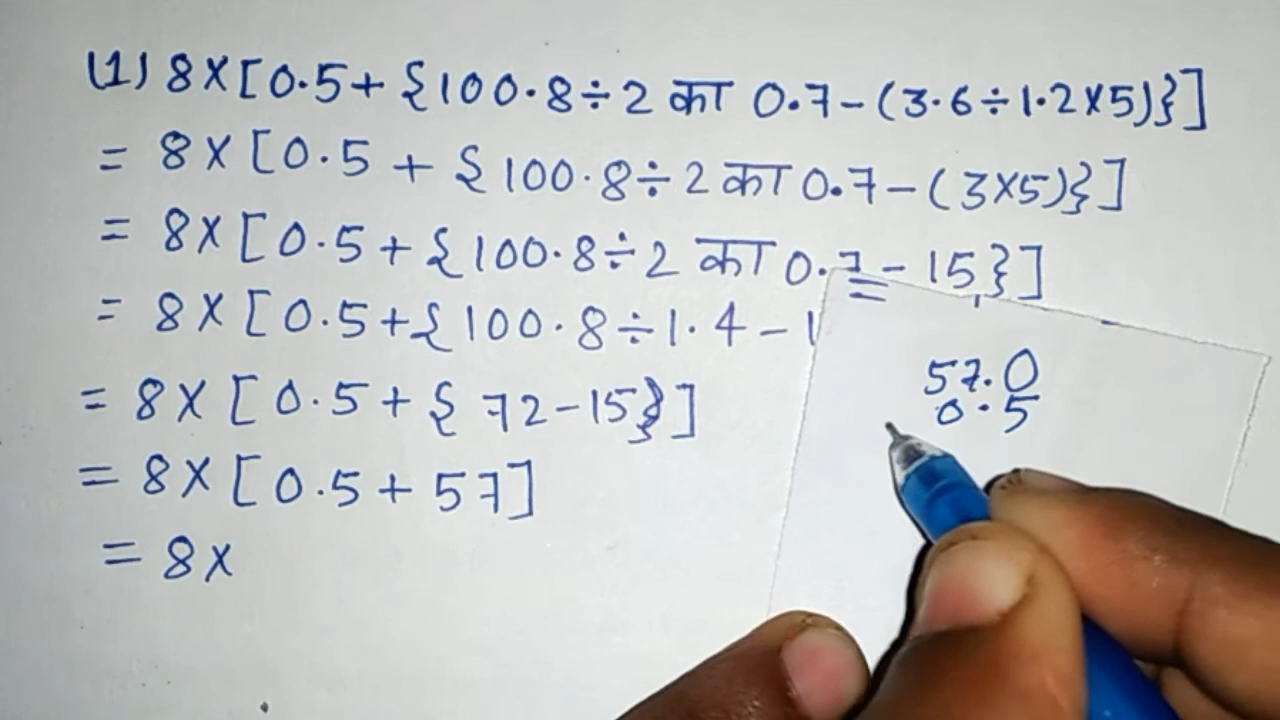 (1) 8×[0.5+{100.8÷2 का 0.7-(3.6÷1.2×5)}]
= 8×[0.5+{100.8÷2 का 0.7-(3×5)}]
= 8×[0.5+{100.8÷2 का 0.7-15}]
= 8×[0.5+{100.8÷1.4-1
= 8×[0.5+{72-15}]
= 8×[0.5+57]
= 8×
57.0
0.5